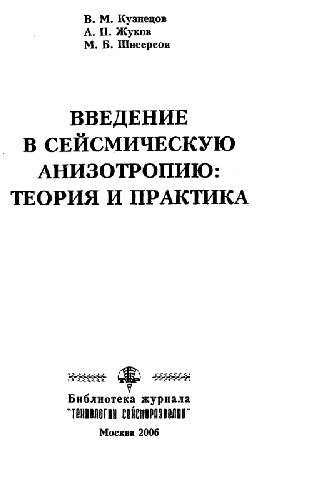 В. М. Кузнецов
А. П. Жуков
М. Б. Шнеерсон
ВВЕДЕНИЕ
В СЕЙСМИЧЕСКУЮ
АНИЗОТРОПИЮ:
ТЕОРИЯ И ПРАКТИКА
Библиотека журнала
"ТЕХНОЛОГИИ СЕЙСМОРАЗВЕДКИ"
Москва 2006